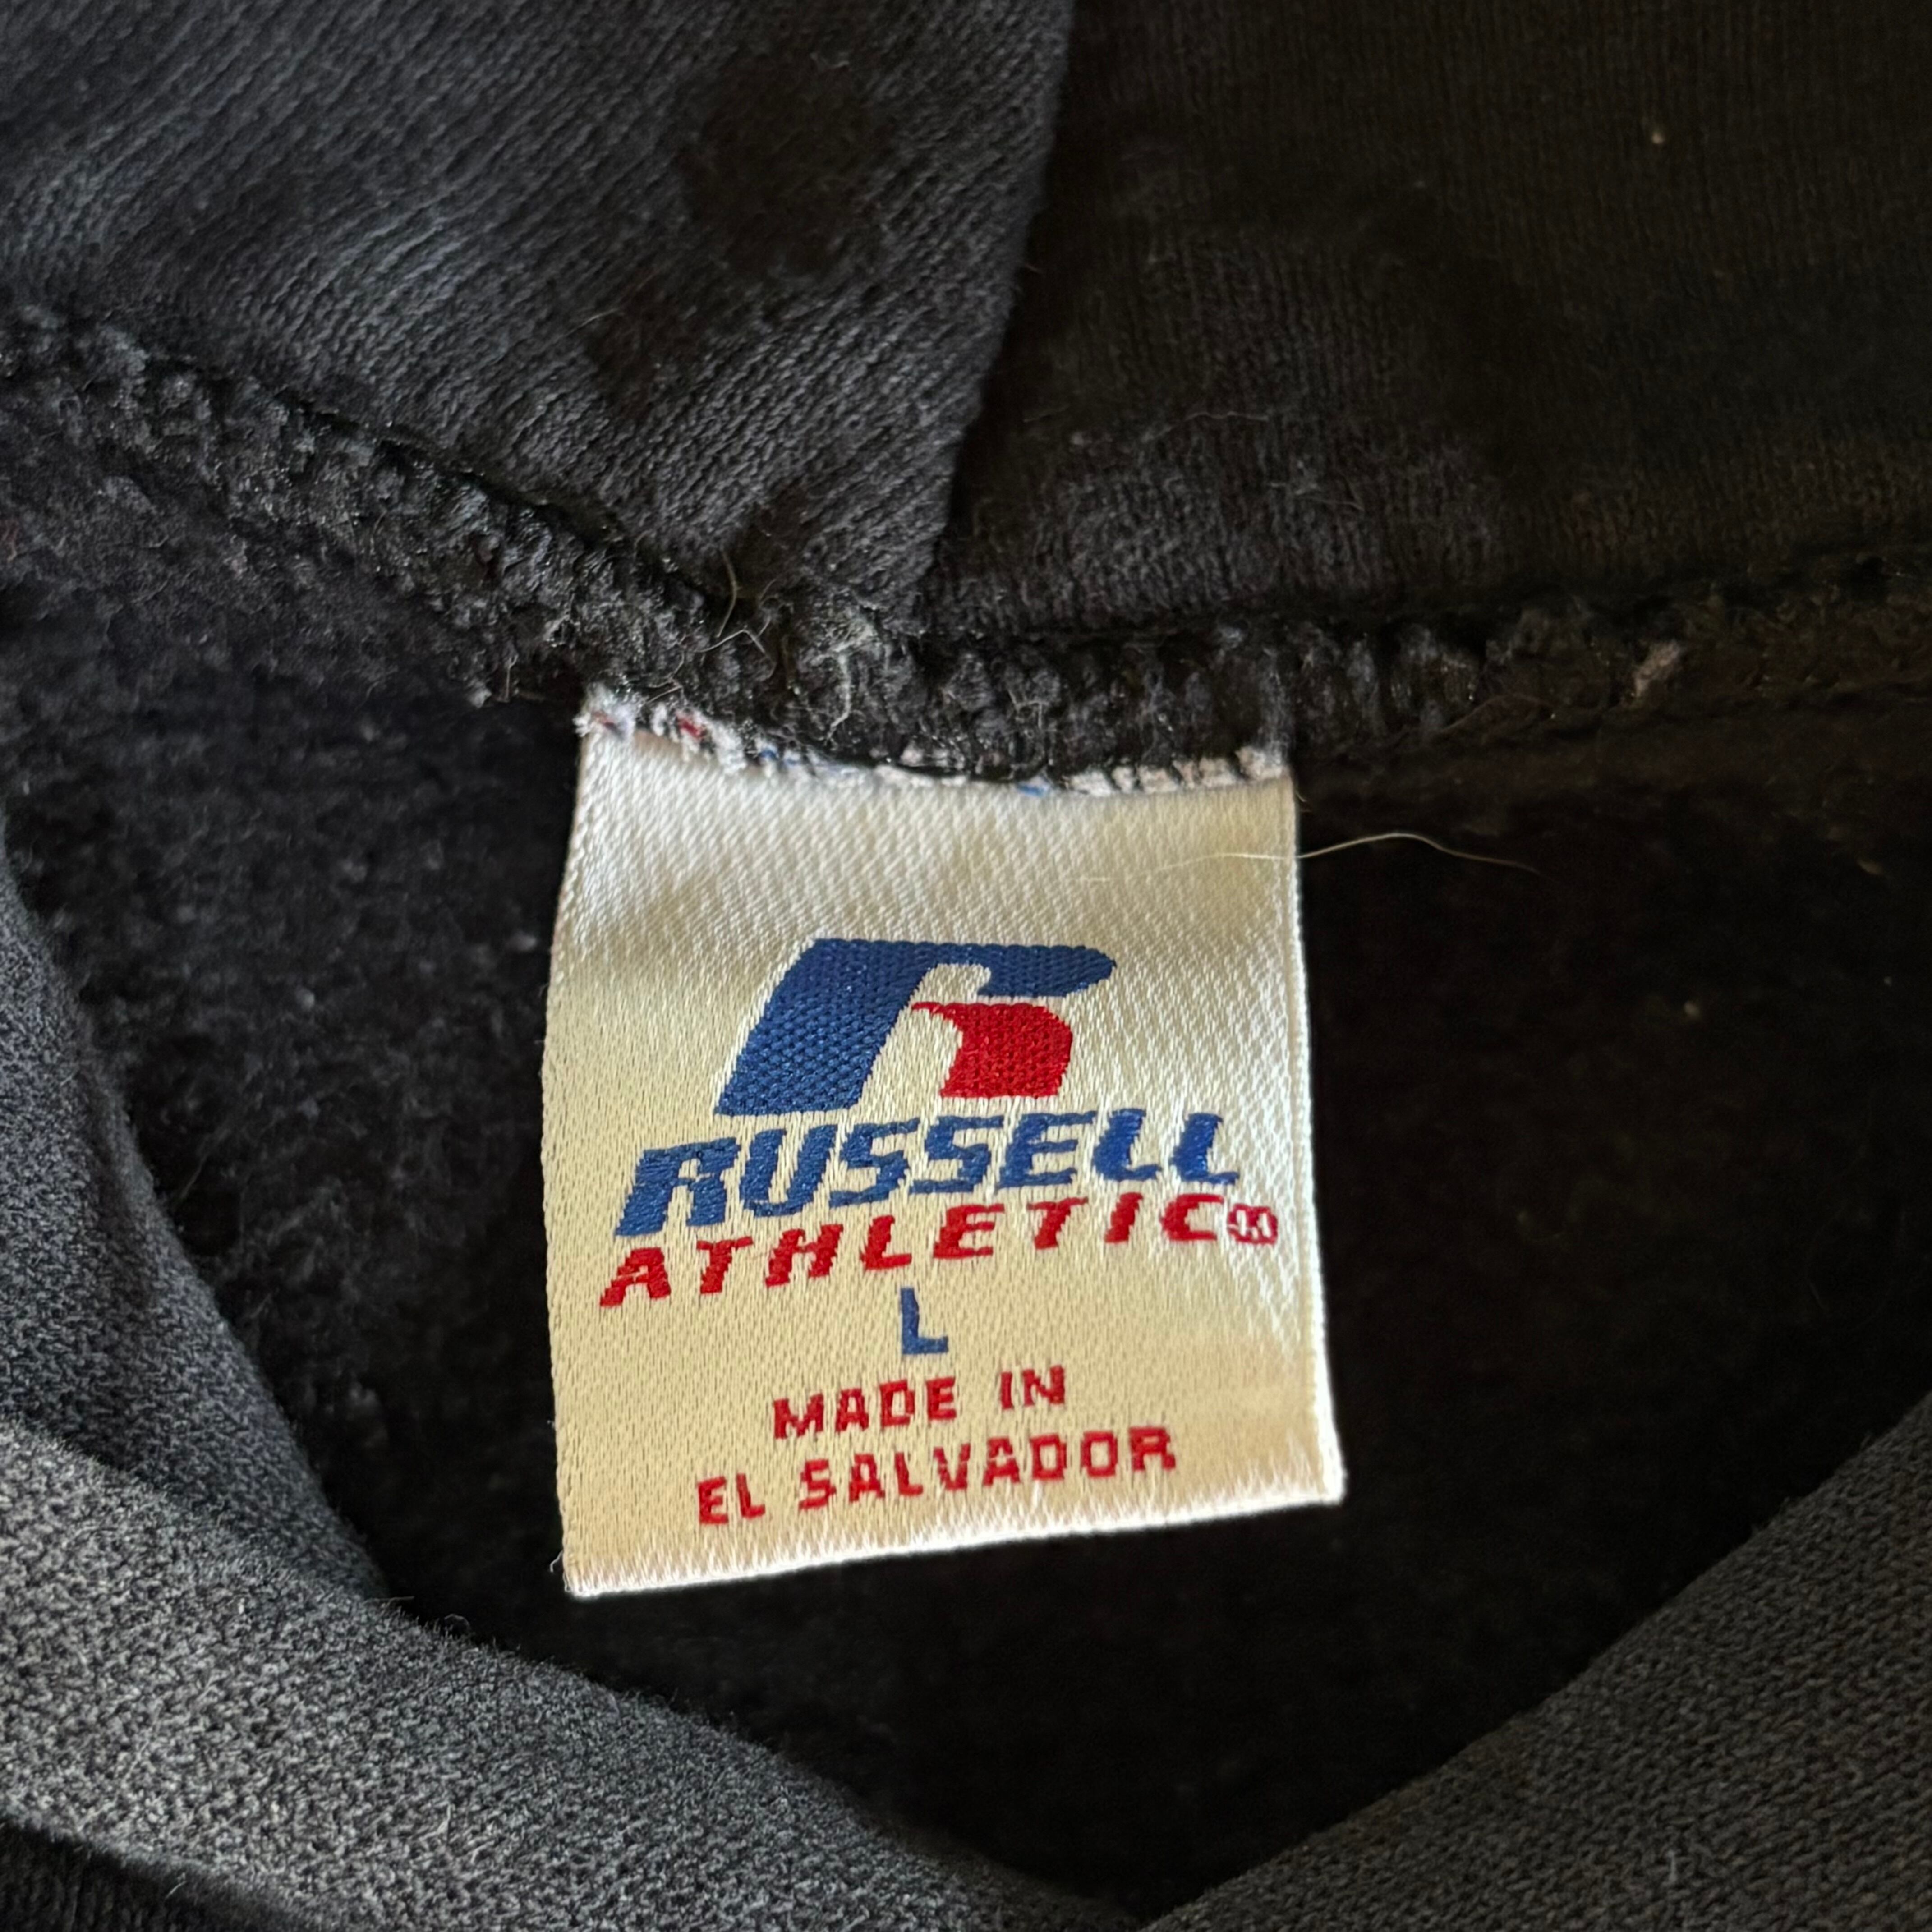 RUSSELL
ATHLETIC®
L
MADE IN
EL SALVADOR